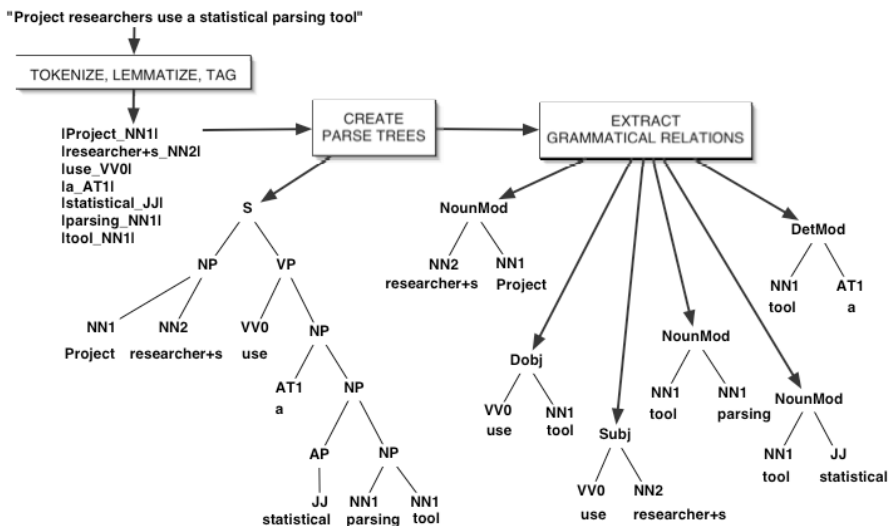 "Project researchers use a statistical parsing tool"
TOKENIZE, LEMMATIZE, TAG
|Project_NN1|
|researcher+s_NN2|
|use_VV0|
|a_AT1|
|statistical_JJ|
|parsing_NN1|
|tool_NN1|
CREATE
PARSE TREES
EXTRACT
GRAMMATICAL RELATIONS
S
NP VP
NN1 NN2 VV0 NP
Project researcher+s use
AT1 NP
a
AP NP
JJ NN1 NN1
statistical parsing tool
NounMod
NN2 NN1
researcher+s Project
Dobj
VV0 NN1
use tool
Subj
VV0 NN2
use researcher+s
NounMod
NN1 NN1
tool parsing
NounMod
NN1 JJ
tool statistical
DetMod
NN1 AT1
tool a